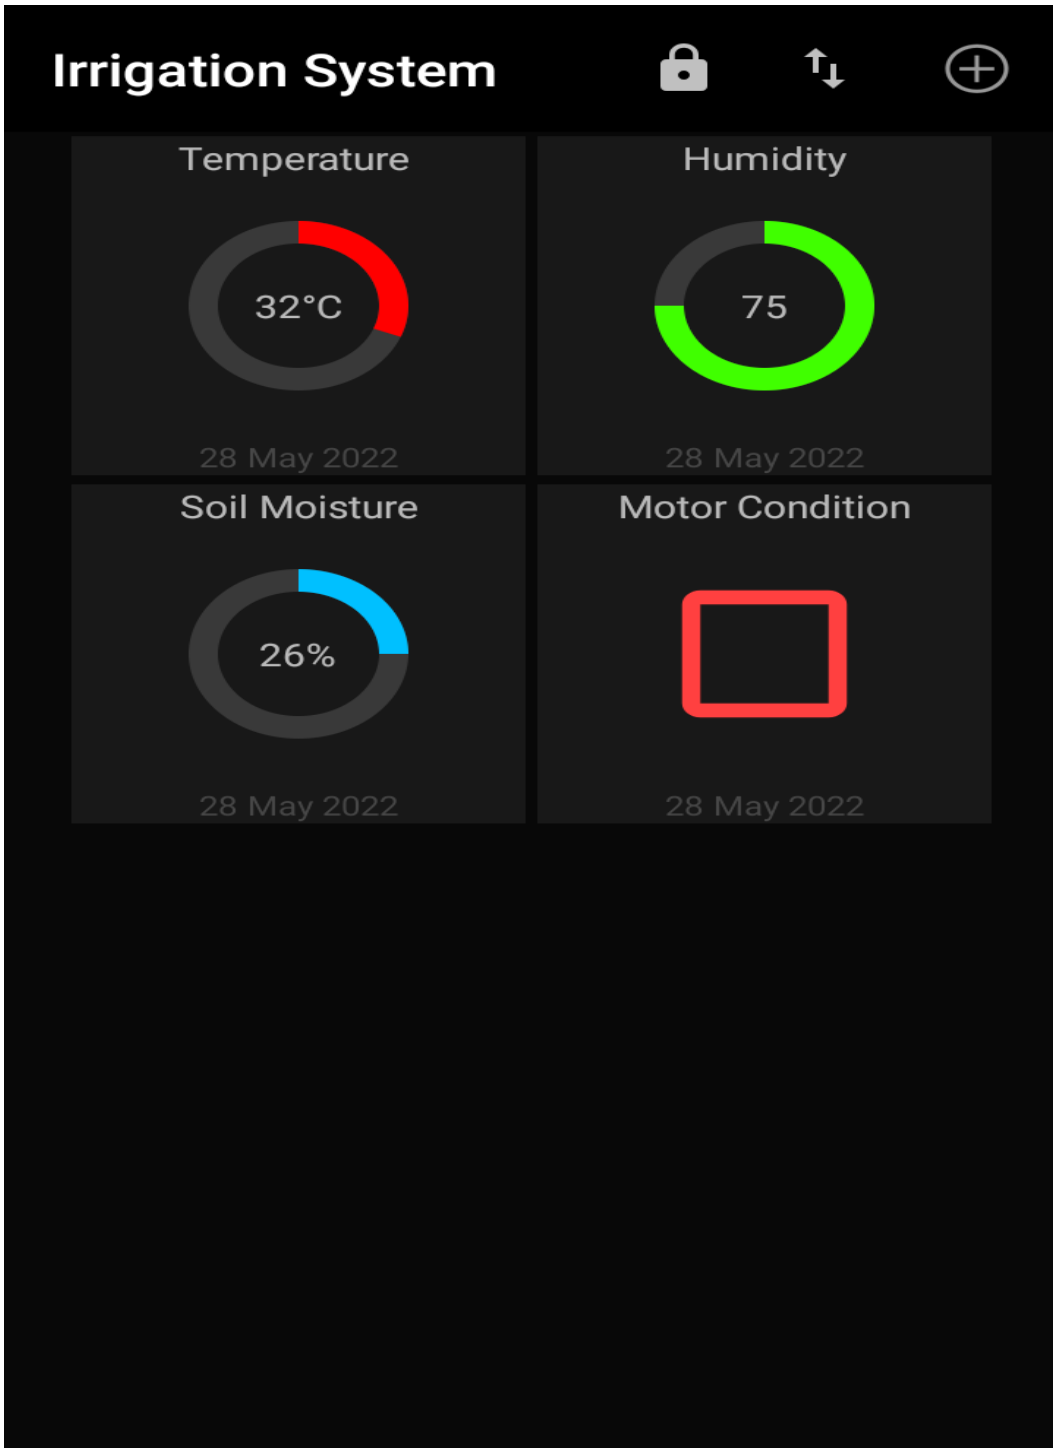 Irrigation System
Temperature
32°C
28 May 2022
Humidity
75
28 May 2022
Soil Moisture
26%
28 May 2022
Motor Condition
28 May 2022